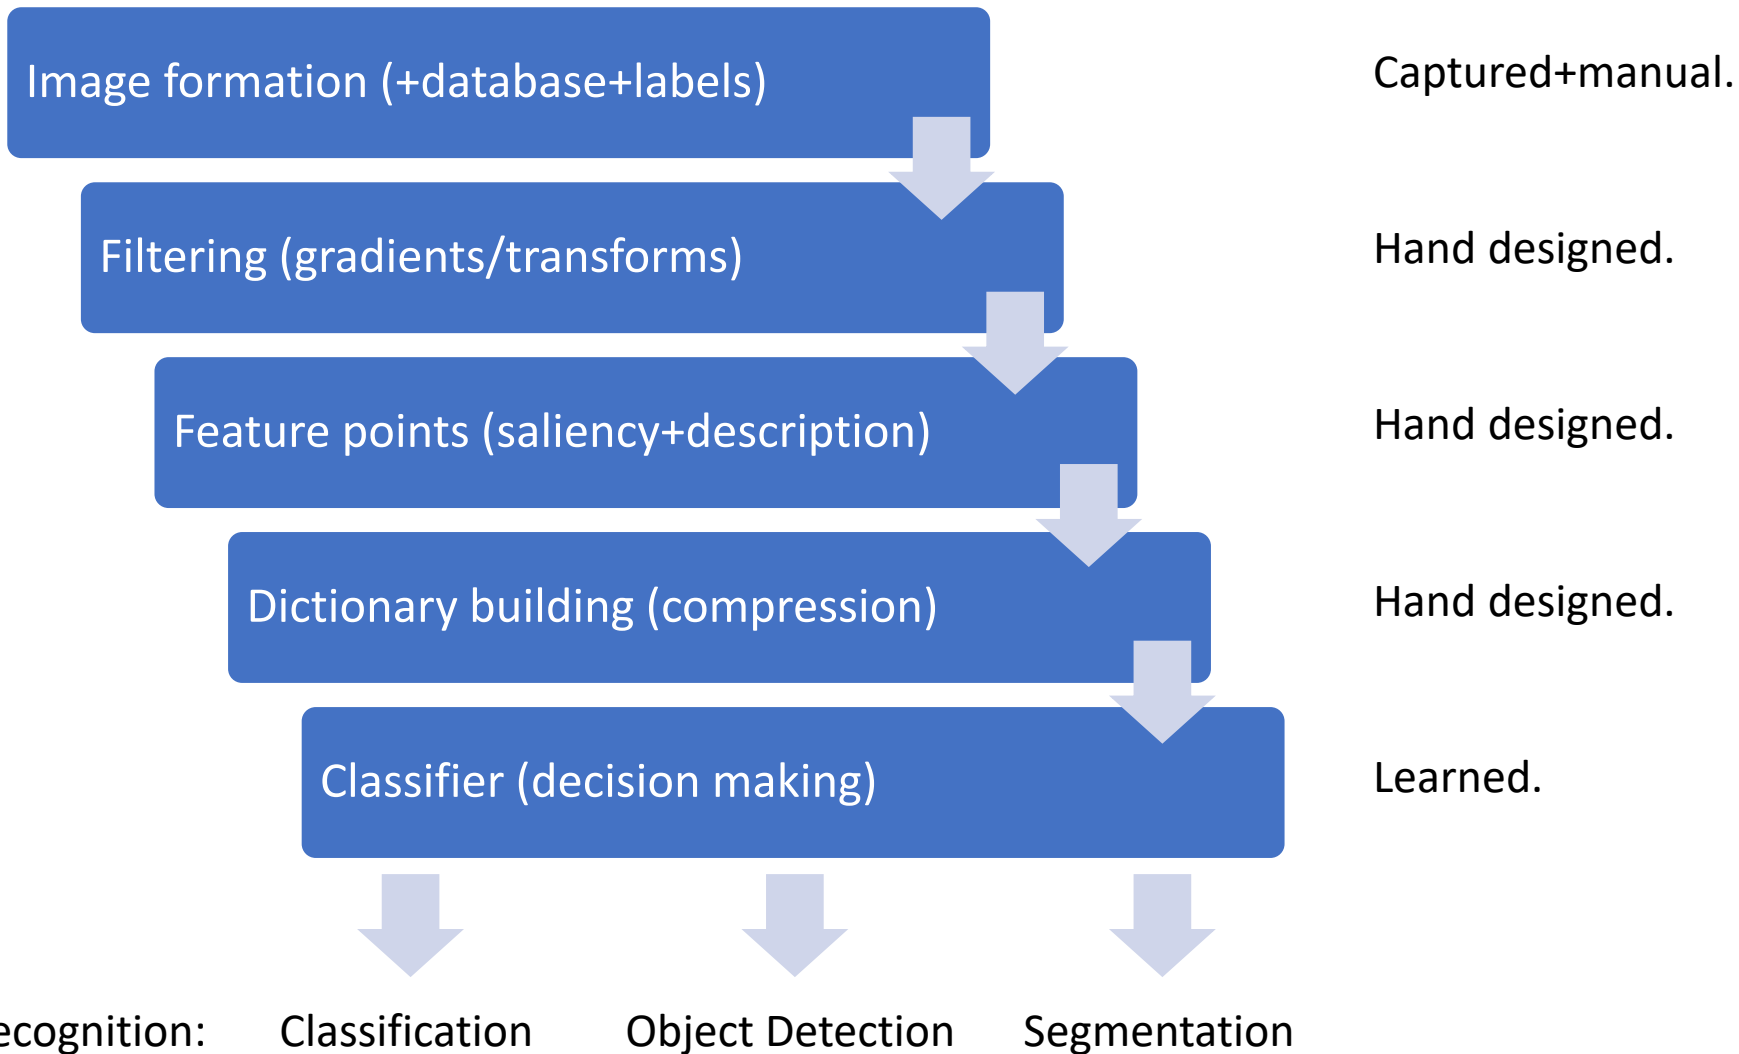 Image formation (+database+labels)
Captured+manual.
Filtering (gradients/transforms)
Hand designed.
Feature points (saliency+description)
Hand designed.
Dictionary building (compression)
Hand designed.
Classifier (decision making)
Learned.
ecognition: Classification Object Detection Segmentation